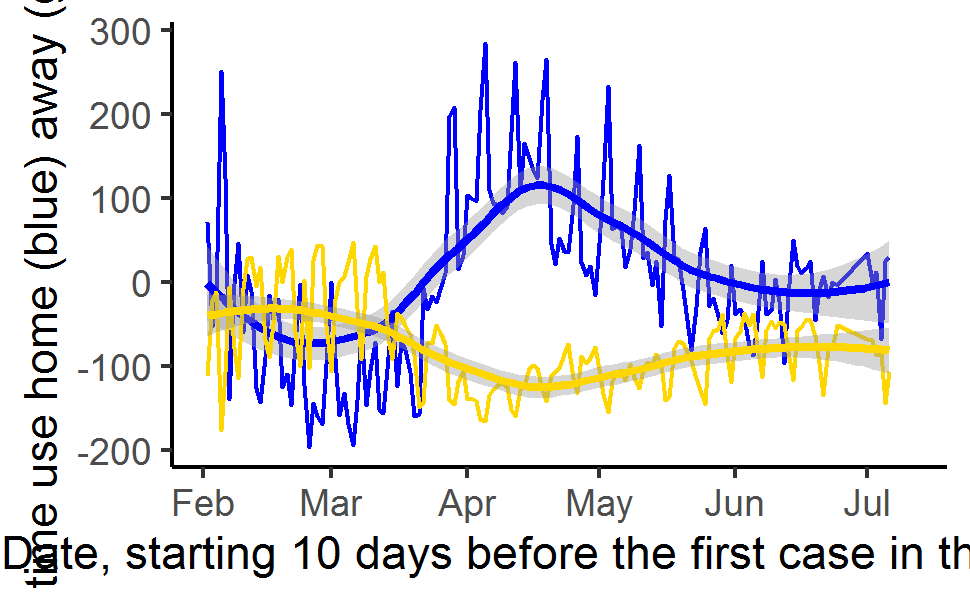 time use home (blue) away (
300
200
100
0
-100
-200
Feb Mar Apr May Jun Jul
Date, starting 10 days before the first case in th